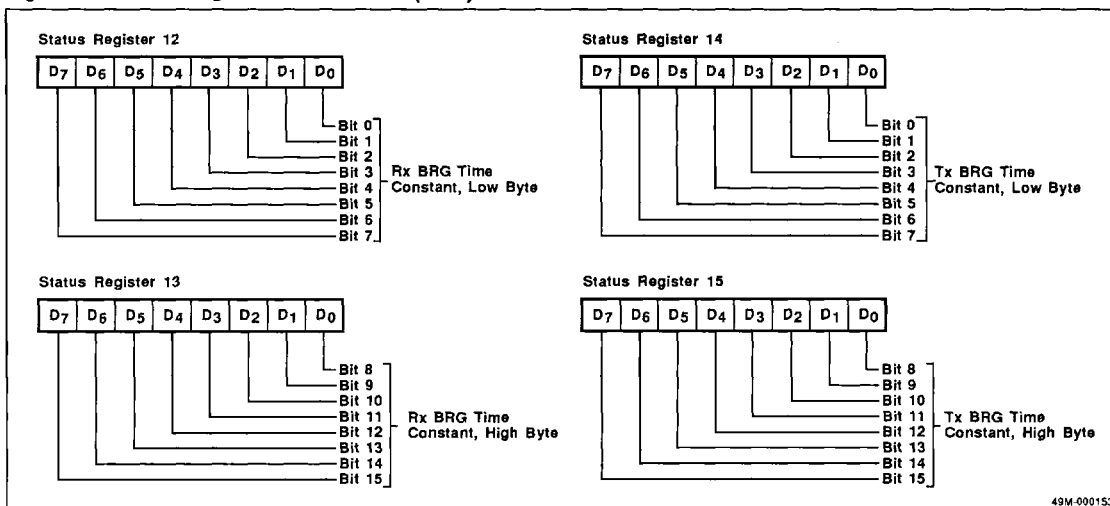 Status Register 12
D7 D6 D5 D4 D3 D2 D1 D0
Bit 0
Bit 1
Bit 2
Bit 3
Bit 4
Bit 5
Bit 6
Bit 7
Rx BRG Time
Constant, Low Byte
Status Register 14
D7 D6 D5 D4 D3 D2 D1 D0
Bit 0
Bit 1
Bit 2
Bit 3
Bit 4
Bit 5
Bit 6
Bit 7
Tx BRG Time
Constant, Low Byte
Status Register 13
D7 D6 D5 D4 D3 D2 D1 D0
Bit 8
Bit 9
Bit 10
Bit 11
Bit 12
Bit 13
Bit 14
Bit 15
Rx BRG Time
Constant, High Byte
Status Register 15
D7 D6 D5 D4 D3 D2 D1 D0
Bit 8
Bit 9
Bit 10
Bit 11
Bit 12
Bit 13
Bit 14
Bit 15
Tx BRG Time
Constant, High Byte
49M-000153